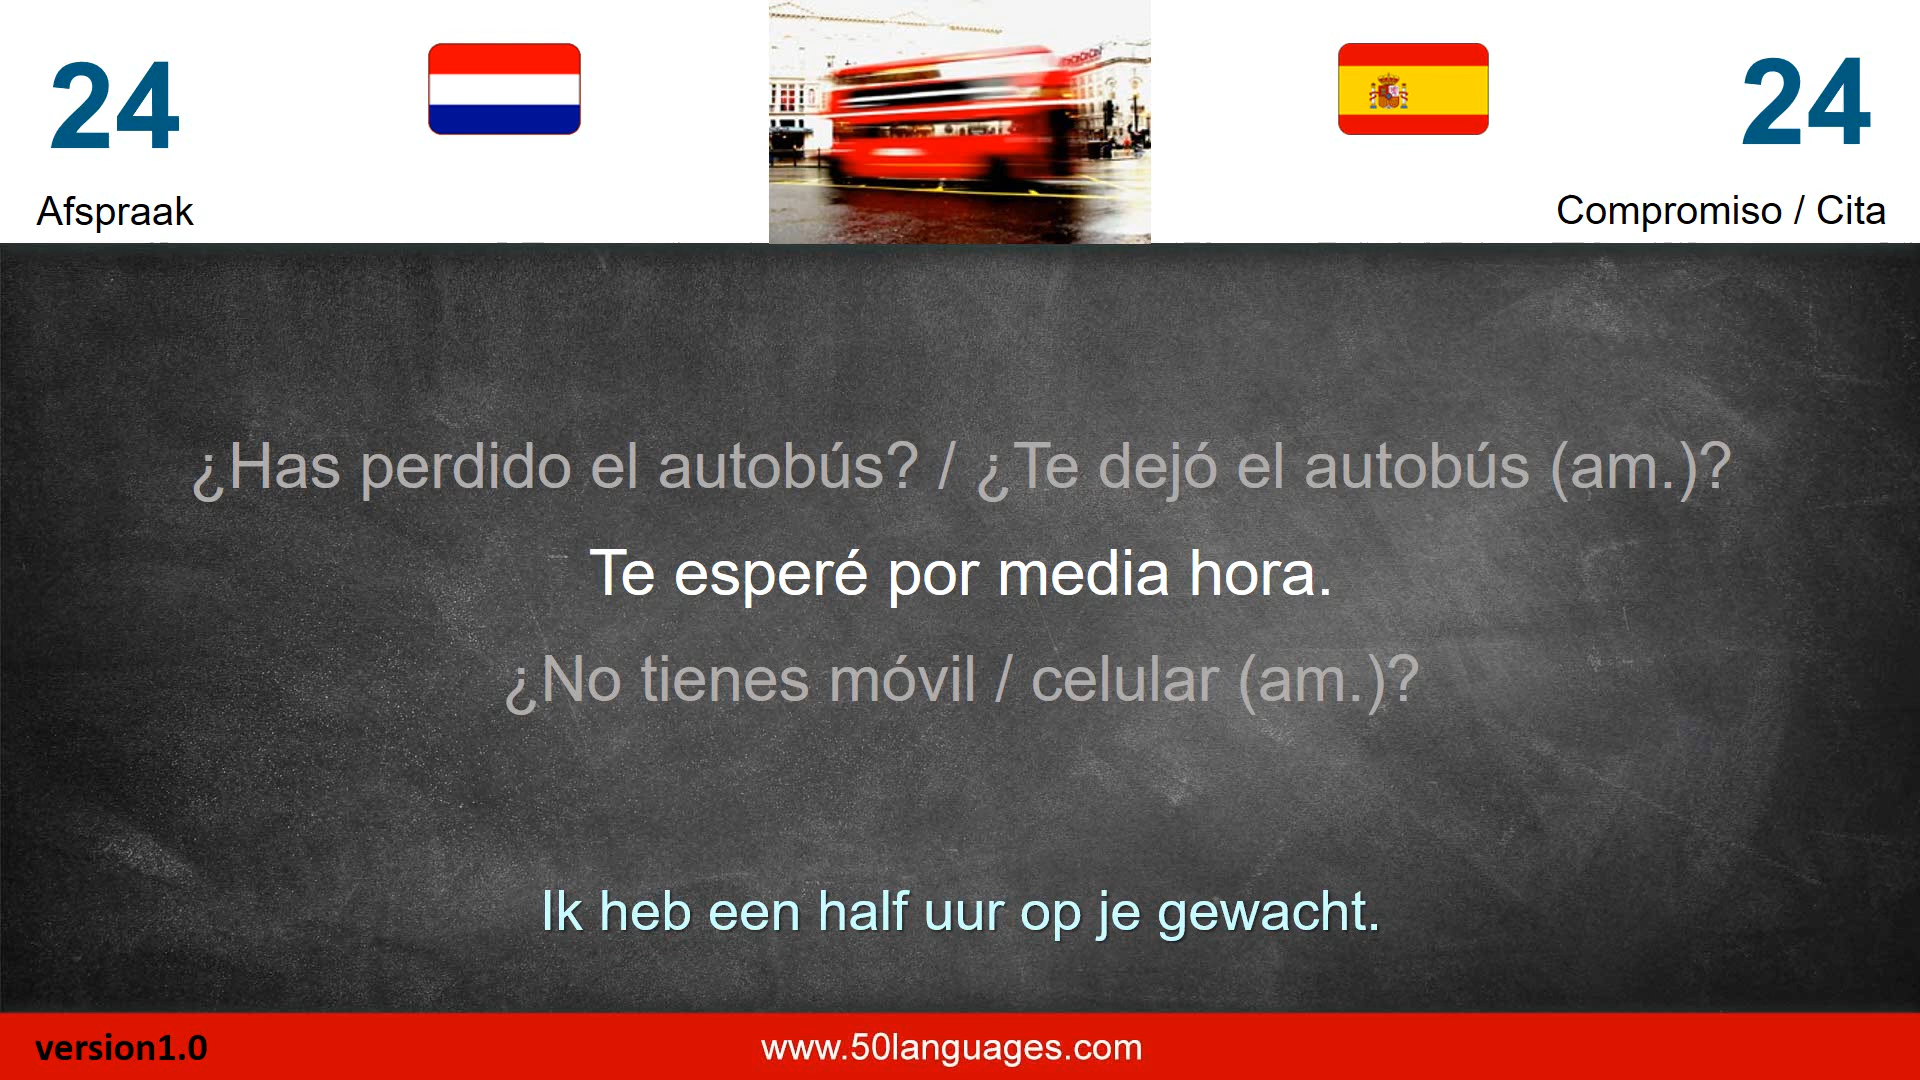 24
24
Afspraak
Compromiso / Cita
¿Has perdido el autobús? / ¿Te dejó el autobús (am.)?
Te esperé por media hora.
¿No tienes móvil / celular (am.)?
Ik heb een half uur op je gewacht.
version1.0
www.50languages.com